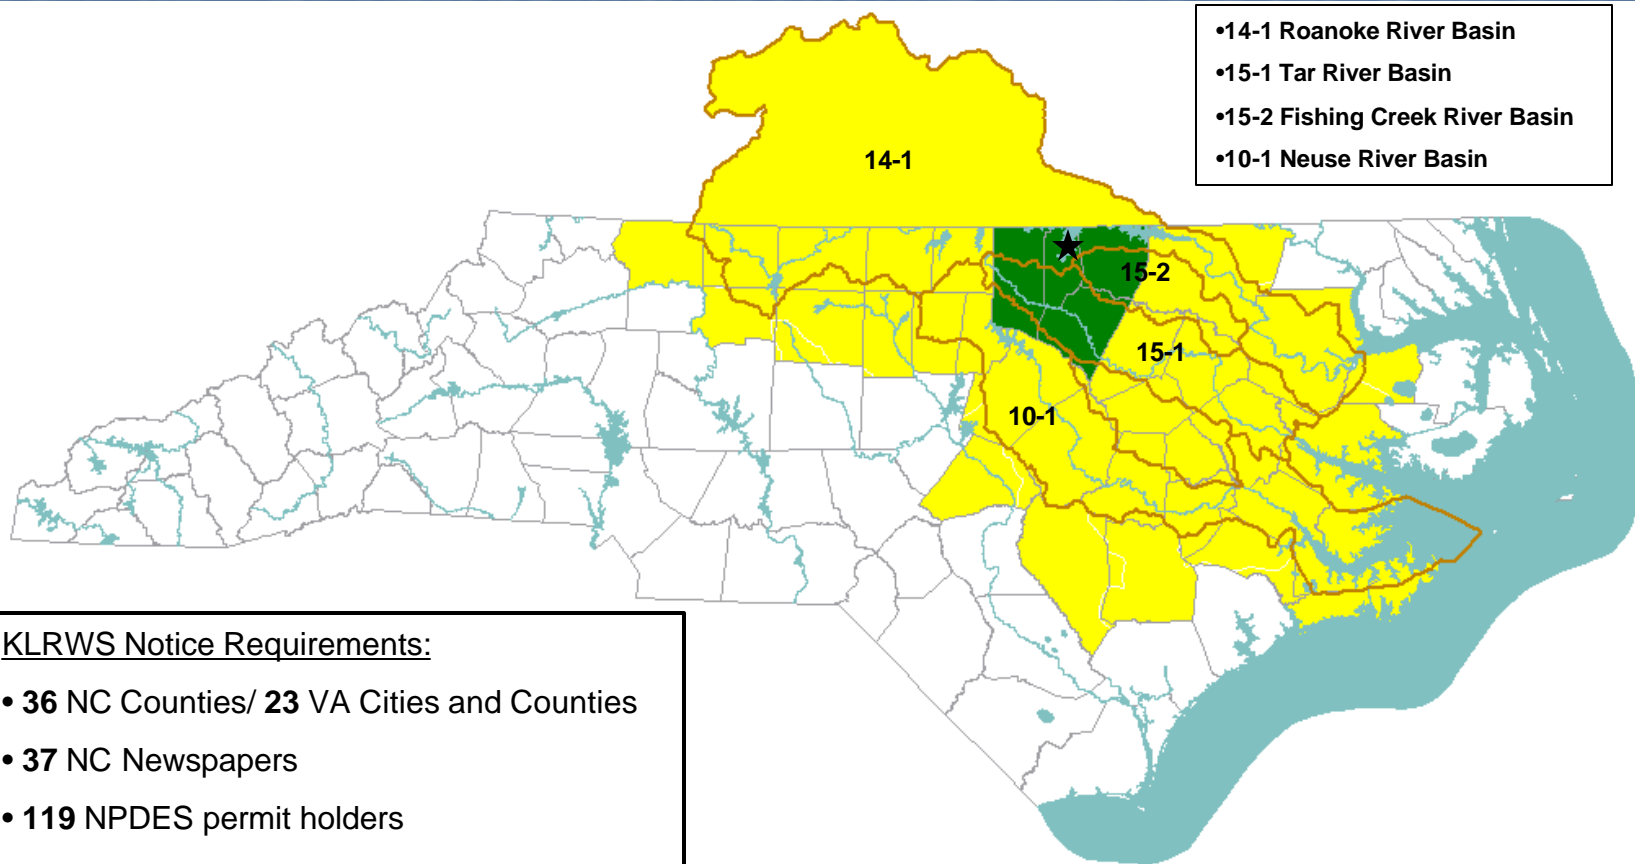 •14-1 Roanoke River Basin
•15-1 Tar River Basin
•15-2 Fishing Creek River Basin
•10-1 Neuse River Basin
14-1
15-2
15-1
10-1
KLRWS Notice Requirements:
• 36 NC Counties/ 23 VA Cities and Counties
• 37 NC Newspapers
• 119 NPDES permit holders